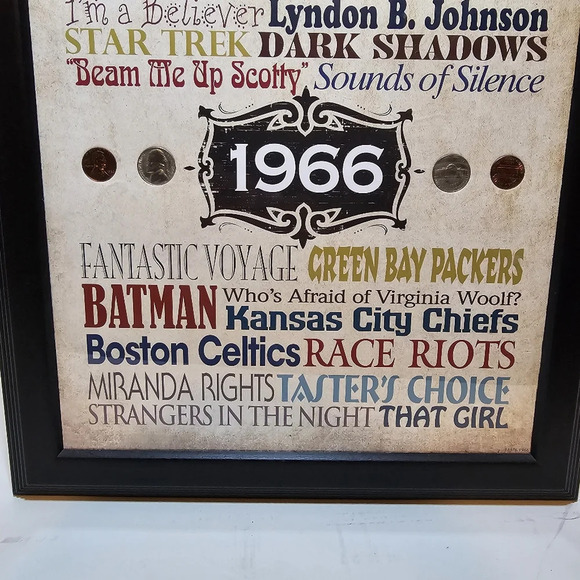 I'm a Believer Lyndon B. Johnson
STAR TREK DARK SHADOWS
"Beam Me Up Scotty" Sounds of Silence
1966
FANTASTIC VOYAGE GREEN BAY PACKERS
BATMAN Who's Afraid of Virginia Woolf?
Kansas City Chiefs
Boston Celtics RACE RIOTS
MIRANDA RIGHTS TASTER'S CHOICE
STRANGERS IN THE NIGHT THAT GIRL